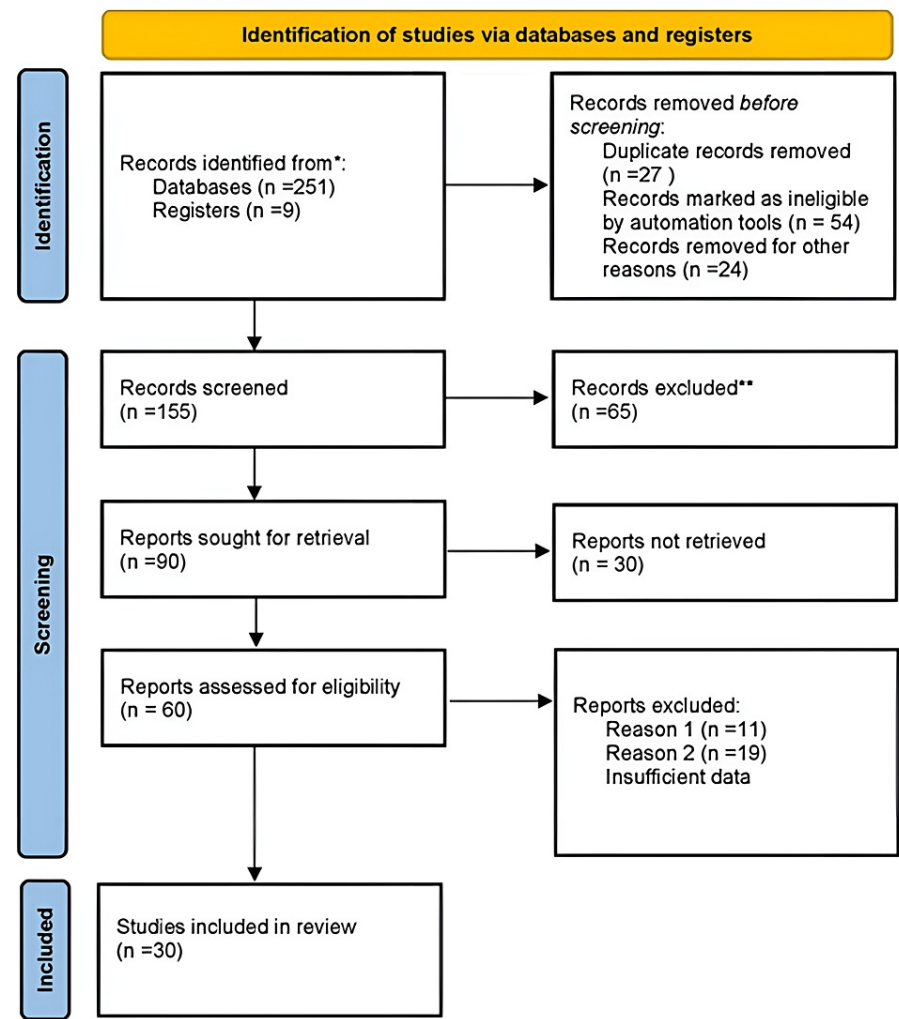 Identification of studies via databases and registers
Identification
Records identified from*:
Databases (n =251)
Registers (n =9)
Records removed before
screening:
Duplicate records removed
(n =27 )
Records marked as ineligible
by automation tools (n = 54)
Records removed for other
reasons (n =24)
Screening
Records screened
(n =155)
Records excluded**
(n =65)
Reports sought for retrieval
(n =90)
Reports not retrieved
(n = 30)
Reports assessed for eligibility
(n = 60)
Reports excluded:
Reason 1 (n =11)
Reason 2 (n =19)
Insufficient data
Included
Studies included in review
(n =30)